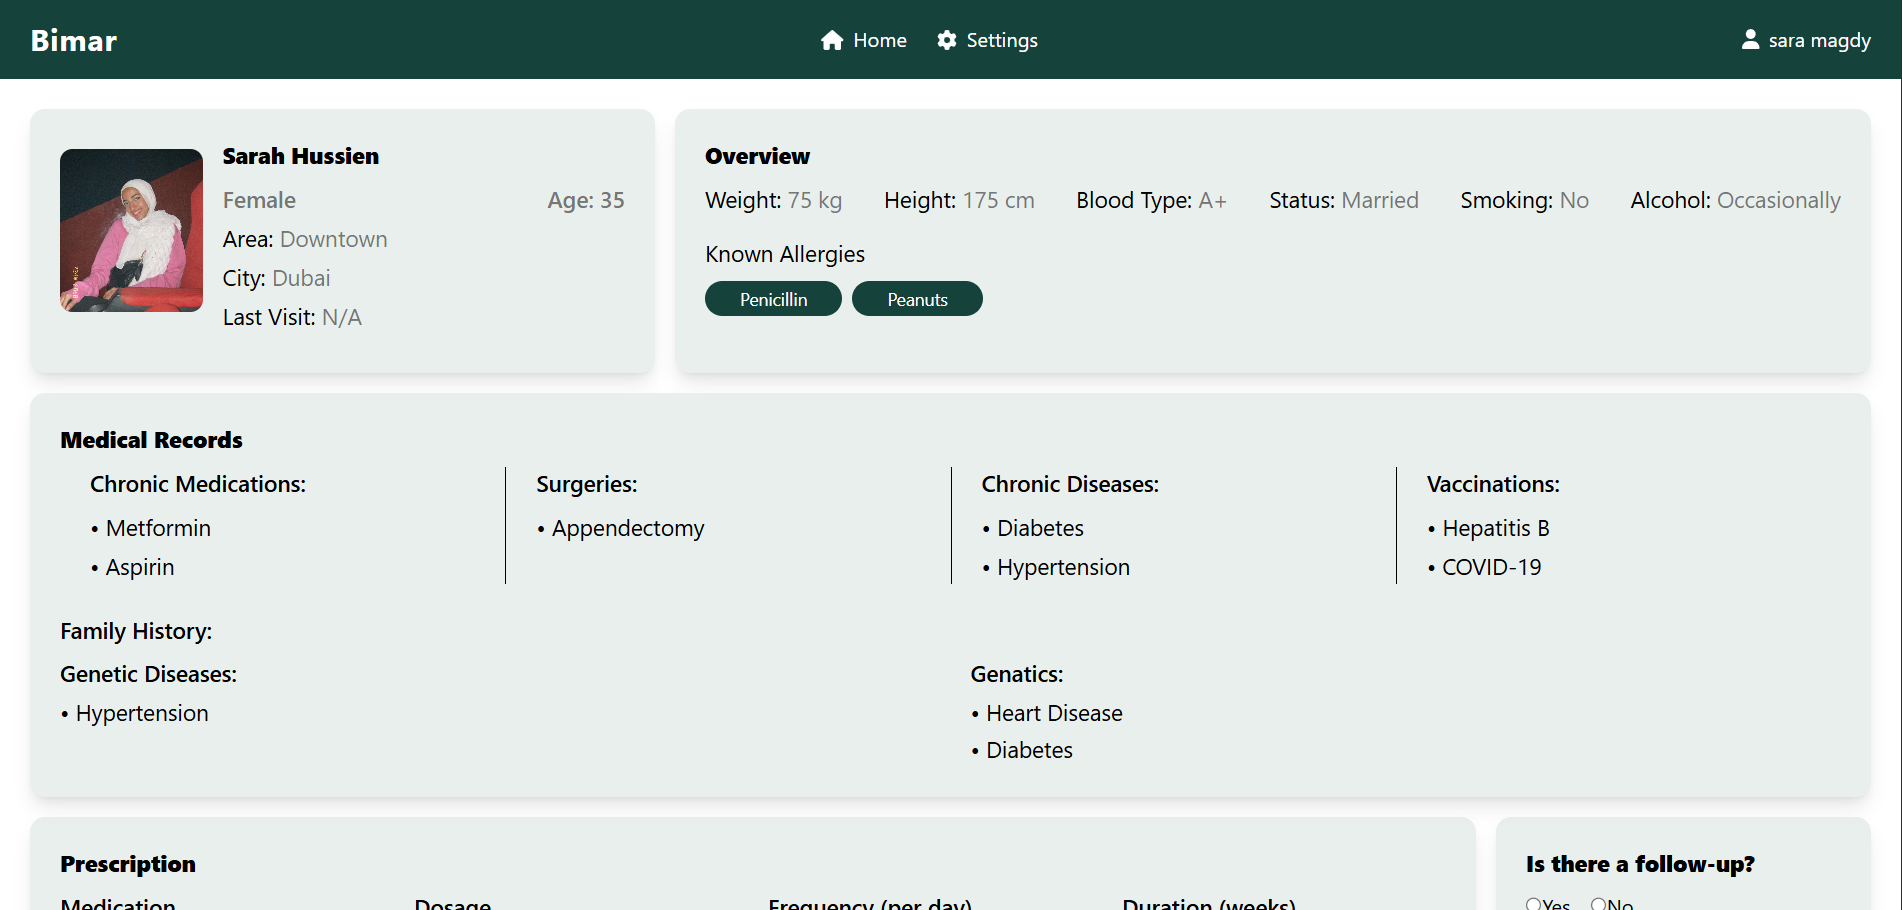 Bimar
Home
Settings
sara magdy
Sarah Hussien
Female
Age: 35
Area: Downtown
City: Dubai
Last Visit: N/A
Overview
Weight: 75 kg
Height: 175 cm
Blood Type: A+
Status: Married
Smoking: No
Alcohol: Occasionally
Known Allergies
Penicillin
Peanuts
Medical Records
Chronic Medications:
• Metformin
• Aspirin
Surgeries:
• Appendectomy
Chronic Diseases:
• Diabetes
• Hypertension
Vaccinations:
• Hepatitis B
• COVID-19
Family History:
Genetic Diseases:
• Hypertension
Genatics:
• Heart Disease
• Diabetes
Prescription
Medication
Dosage
Frequency (per day)
Duration (weeks)
Is there a follow-up?
Yes
No